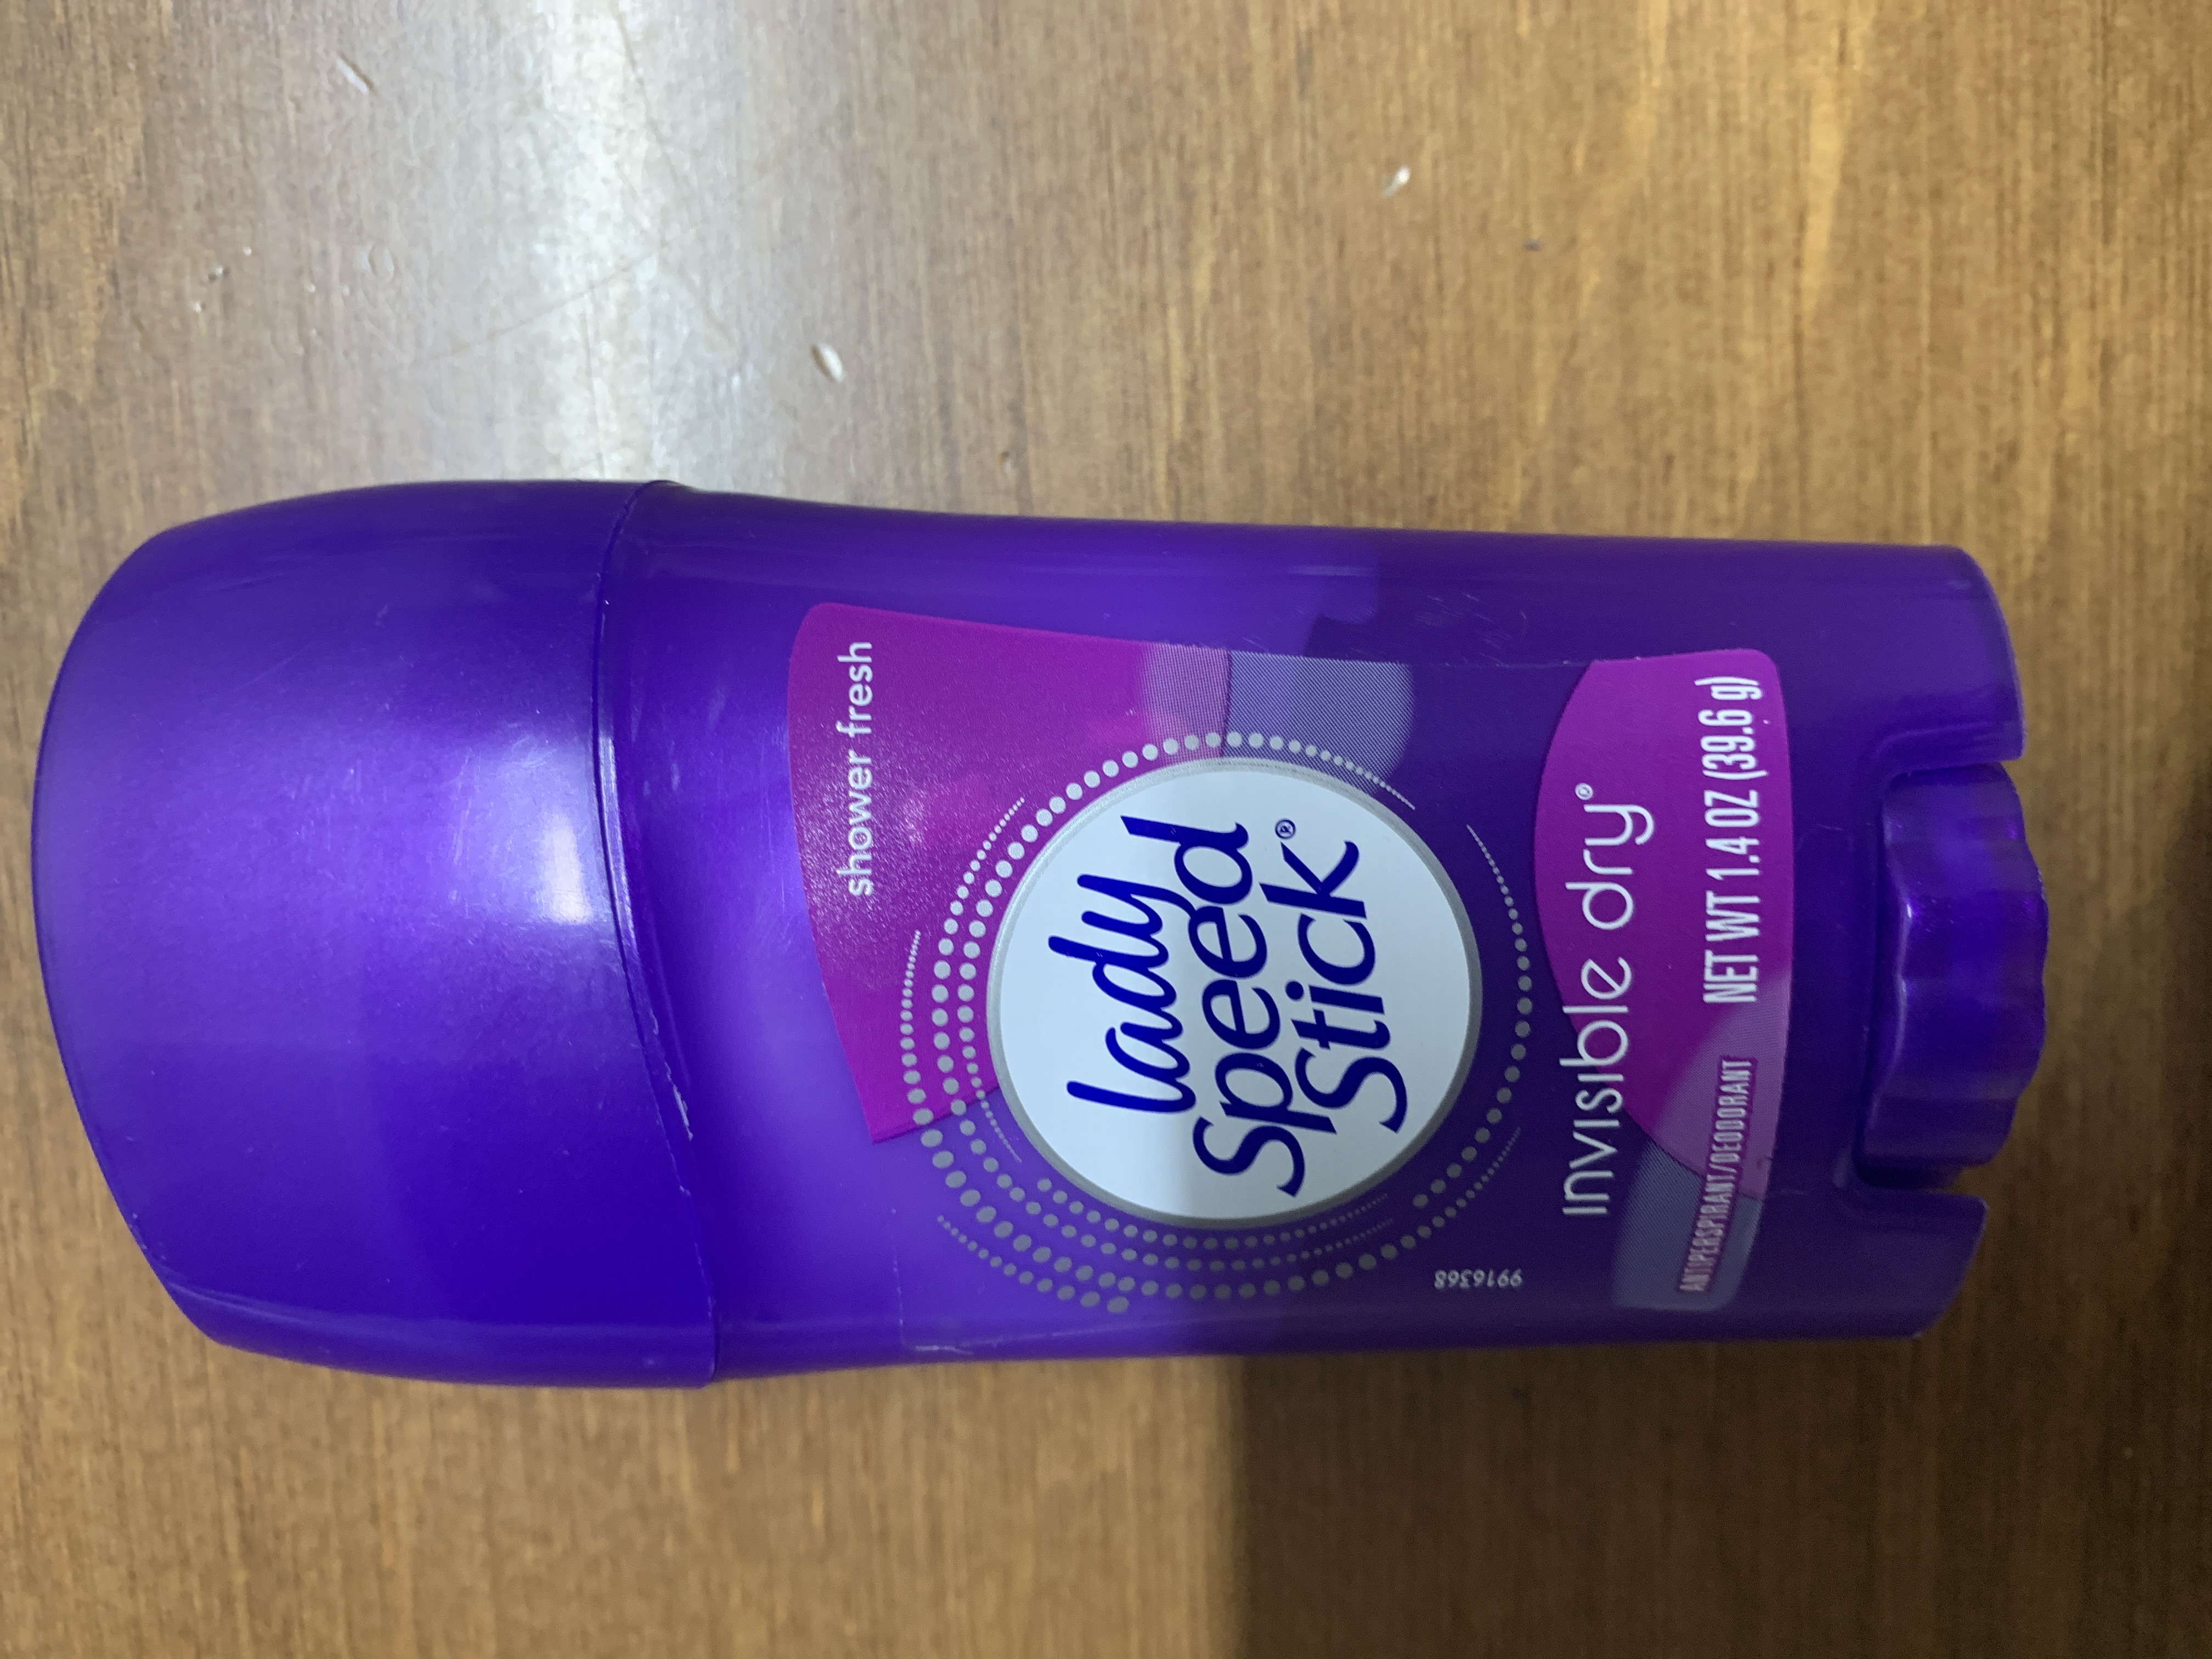 shower fresh
lady
speed
stick®
invisible dry®
ANTIPERSPIRANT/DEODORANT NET WT 1.4 OZ (39.6 g)
9916368